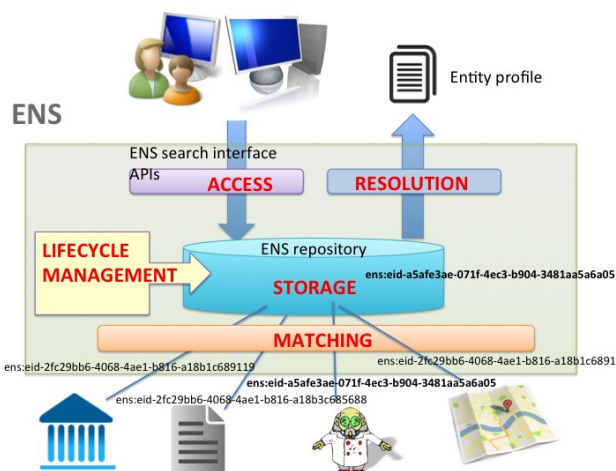 Entity profile
ENS
ENS search interface
APIs
ACCESS
RESOLUTION
LIFECYCLE
MANAGEMENT
ENS repository
ens:eid-a5afe3ae-071f-4ec3-b904-3481aa5a6a05
STORAGE
MATCHING
ens:eid-2fc29bb6-4068-4ae1-b816-a18b1c689119
ens:eid-2fc29bb6-4068-4ae1-b816-a18b1c6891
ens:eid-a5afe3ae-071f-4ec3-b904-3481aa5a6a05
ens:eid-2fc29bb6-4068-4ae1-b816-a18b3c685688